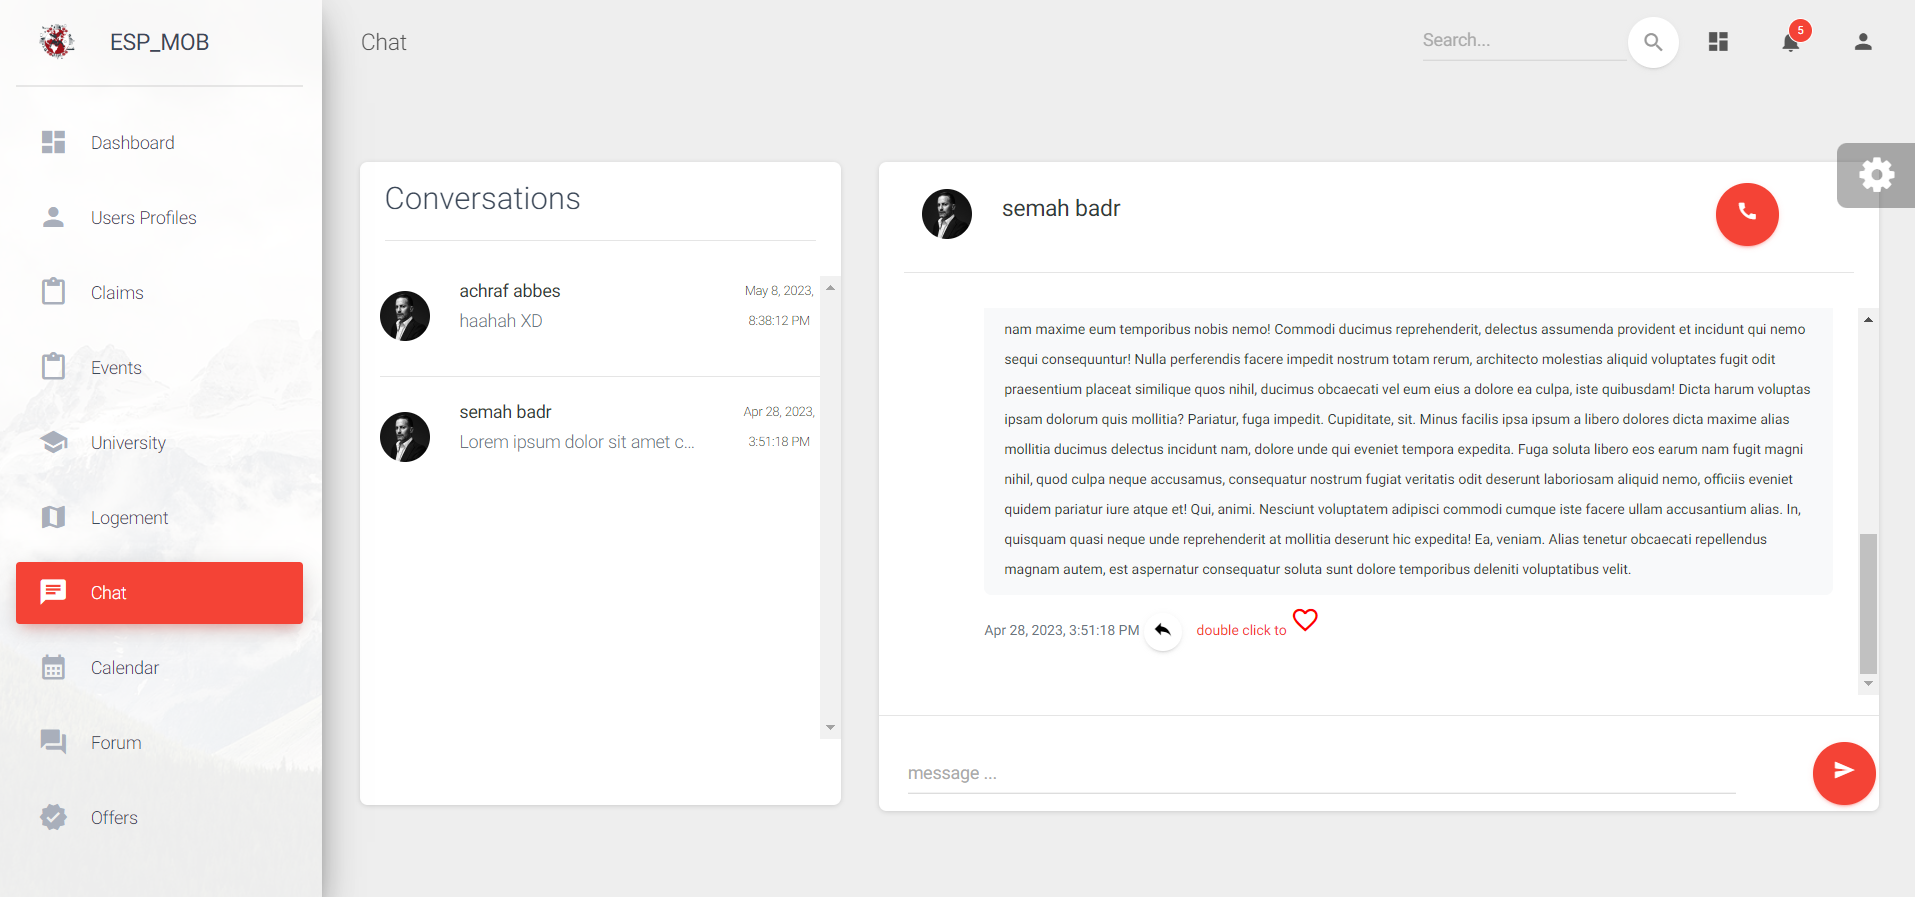 ESP_MOB
Dashboard
Users Profiles
Claims
Events
University
Logement
Chat
Calendar
Forum
Offers
Chat
Search...
5
Conversations
achraf abbes
May 8, 2023,
haahah XD
8:38:12 PM
semah badr
Apr 28, 2023,
Lorem ipsum dolor sit amet c...
3:51:18 PM
semah badr
nam maxime eum temporibus nobis nemo! Commodi ducimus reprehenderit, delectus assumenda provident et incidunt qui nemo
sequi consequuntur! Nulla perferendis facere impedit nostrum totam rerum, architecto molestias aliquid voluptates fugit odit
praesentium placeat similique quos nihil, ducimus obcaecati vel eum eius a dolore ea culpa, iste quibusdam! Dicta harum voluptas
ipsam dolorum quis mollitia? Pariatur, fuga impedit. Cupiditate, sit. Minus facilis ipsa ipsum a libero dolores dicta maxime alias
mollitia ducimus delectus incidunt nam, dolore unde qui eveniet tempora expedita. Fuga soluta libero eos earum nam fugit magni
nihil, quod culpa neque accusamus, consequatur nostrum fugiat veritatis odit deserunt laboriosam aliquid nemo, officiis eveniet
quidem pariatur iure atque et! Qui, animi. Nesciunt voluptatem adipisci commodi cumque iste facere ullam accusantium alias. In,
quisquam quasi neque unde reprehenderit at mollitia deserunt hic expedita! Ea, veniam. Alias tenetur obcaecati repellendus
magnam autem, est aspernatur consequatur soluta sunt dolore temporibus deleniti voluptatibus velit.
Apr 28, 2023, 3:51:18 PM
double click to
message ...